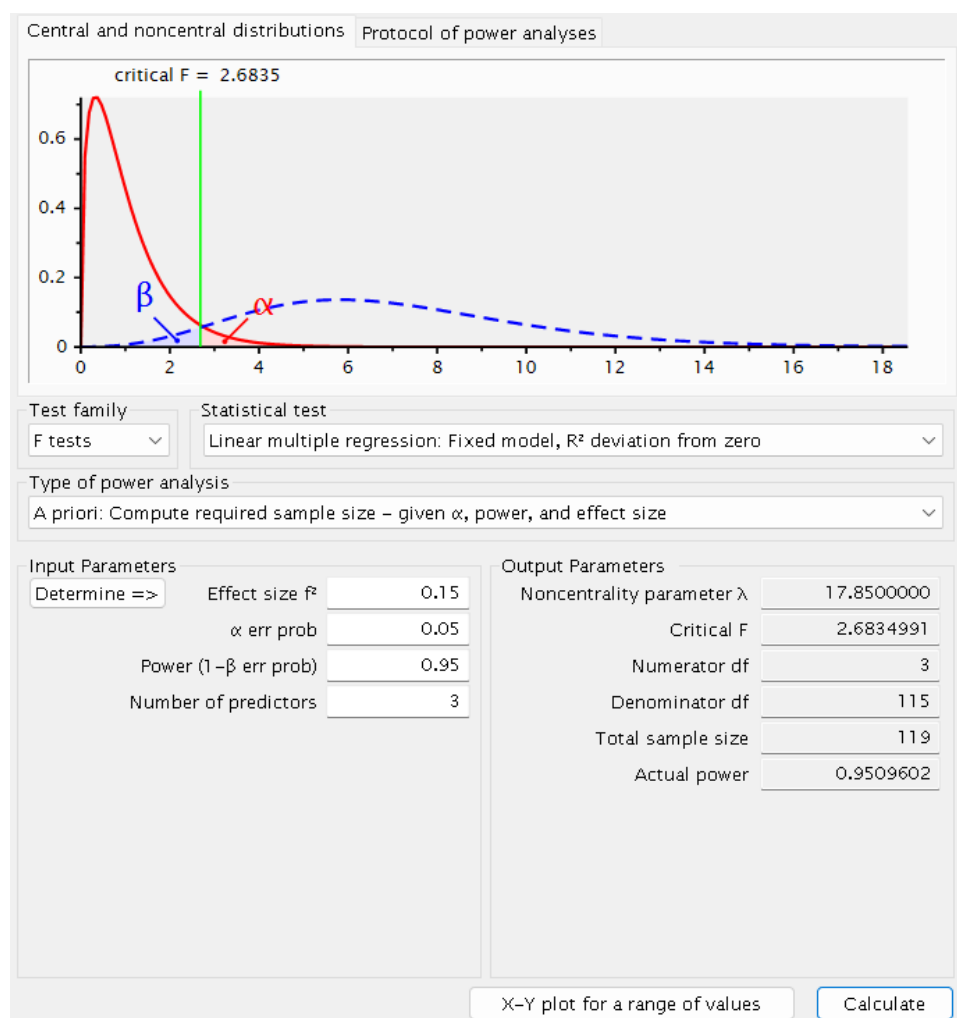 Central and noncentral distributions Protocol of power analyses
critical F = 2.6835
0.6
0.4
0.2
0
β
α
0 2 4 6 8 10 12 14 16 18
Test family Statistical test
F tests Linear multiple regression: Fixed model, R² deviation from zero
Type of power analysis
A priori: Compute required sample size – given α, power, and effect size
Input Parameters Output Parameters
Determine => Effect size f² 0.15 Noncentrality parameter λ 17.8500000
α err prob 0.05 Critical F 2.6834991
Power (1–β err prob) 0.95 Numerator df 3
Number of predictors 3 Denominator df 115
Total sample size 119
Actual power 0.9509602
X–Y plot for a range of values Calculate